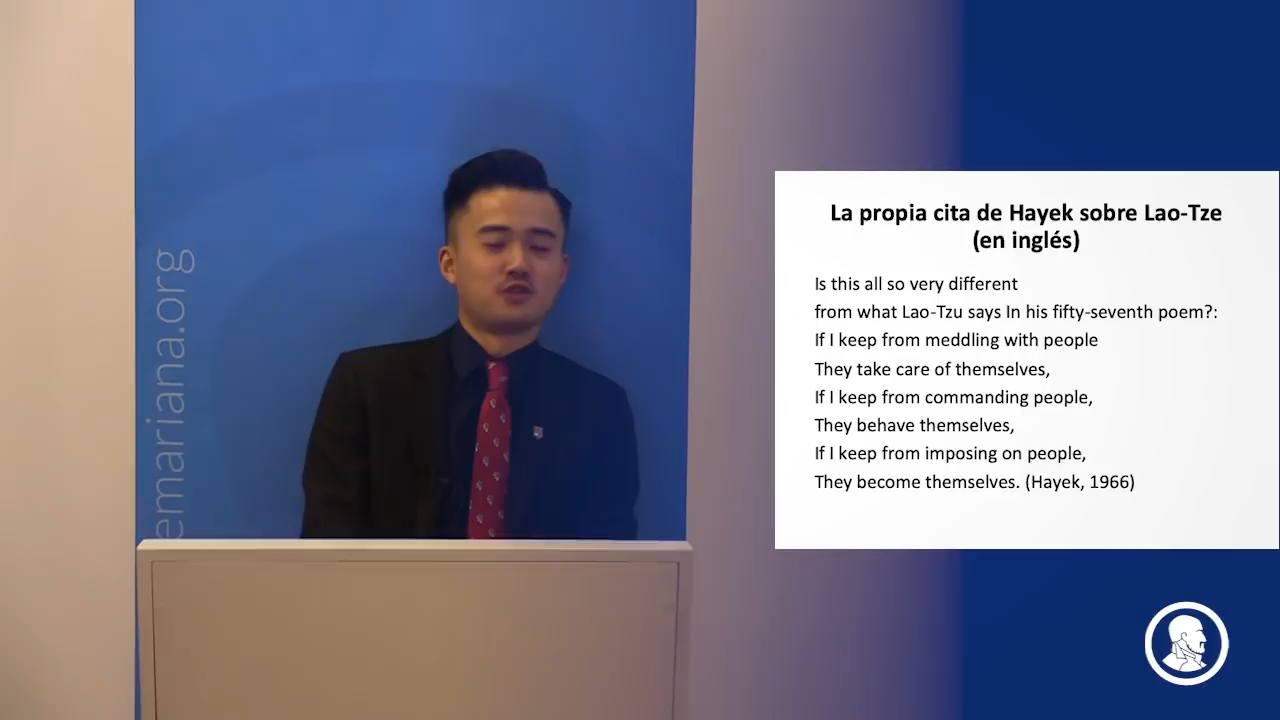 emariana.org
La propia cita de Hayek sobre Lao-Tze
(en inglés)
Is this all so very different
from what Lao-Tzu says In his fifty-seventh poem?:
If I keep from meddling with people
They take care of themselves,
If I keep from commanding people,
They behave themselves,
If I keep from imposing on people,
They become themselves. (Hayek, 1966)